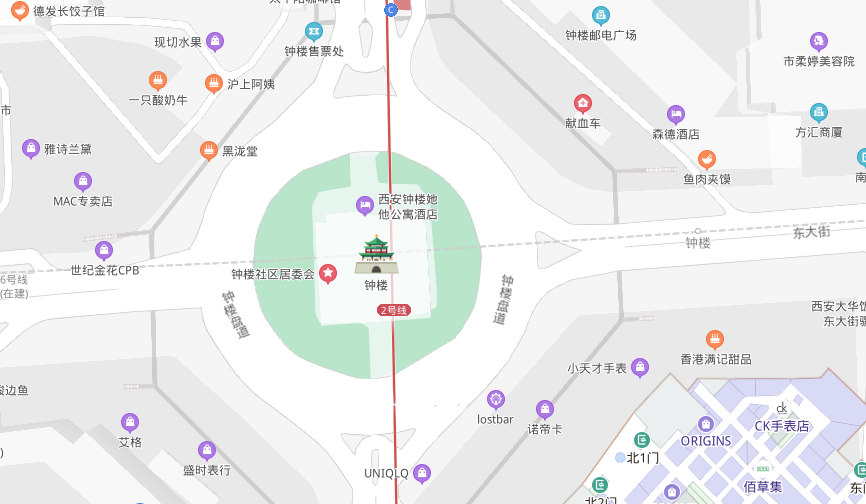 德发长饺子馆
现切水果
钟楼售票处
钟楼邮电广场
市柔婷美容院
一只酸奶牛
沪上阿姨
献血车
森德酒店
方汇商厦
市
雅诗兰黛
黑泷堂
鱼肉夹馍
南
MAC专卖店
西安钟楼她
他公寓酒店
东大街
钟楼
世纪金花CPB
钟楼社区居委会
6号线
(在建)
钟楼
钟楼盘道
钟楼盘道
2号线
西安大华饭
东大街
香港满记甜品
小天才手表
边鱼
lostbar
诺帝卡
艾格
CK手表店
ck
ORIGINS
盛时表行
北1门
UNIQLO
佰草集
北2门
东
C